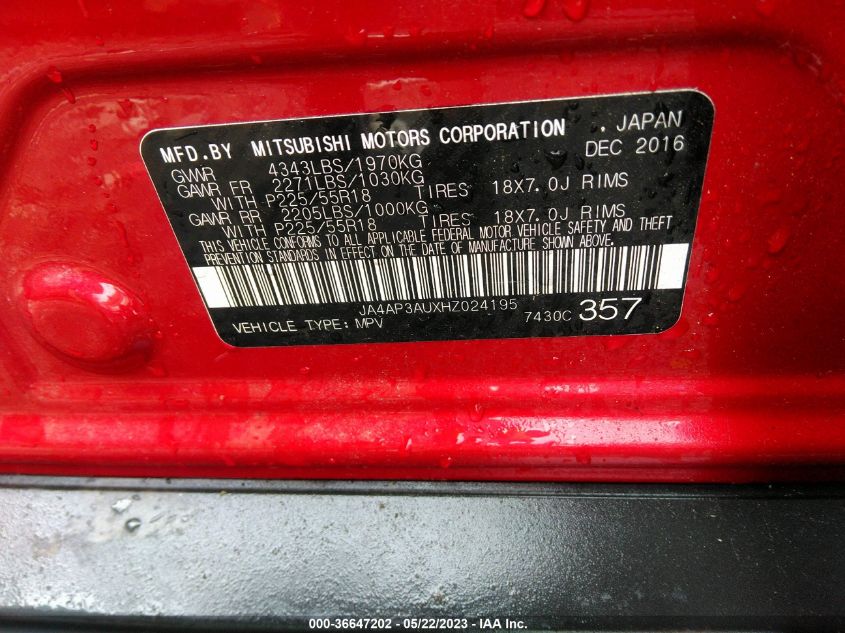 MFD.BY MITSUBISHI MOTORS CORPORATION . JAPAN
GVWR 4343LBS/1970KG DEC 2016
GAWR FR 2271LBS/1030KG
WITH P225/55R18 TIRES 18X7.0J RIMS
GAWR RR 2205LBS/1000KG
WITH P225/55R18 TIRES 18X7.0J RIMS
THIS VEHICLE CONFORMS TO ALL APPLICABLE FEDERAL MOTOR VEHICLE SAFETY AND THEFT
PREVENTION STANDARDS IN EFFECT ON THE DATE OF MANUFACTURE SHOWN ABOVE.
JA4AP3AUXHZ024195
VEHICLE TYPE: MPV 7430C 357
000-36647202 - 05/22/2023 - IAA Inc.